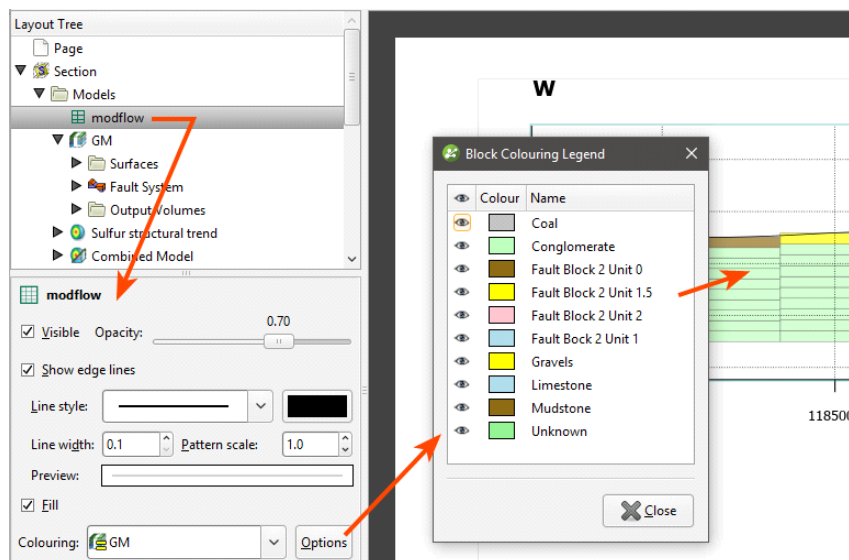 Layout Tree
Page
Section
Models
modflow
GM
Surfaces
Fault System
Output Volumes
Sulfur structural trend
Combined Model
modflow
Visible Opacity: 0.70
Show edge lines
Line style:
Line width: 0.1 Pattern scale: 1.0
Preview:
Fill
Colouring: GM Options
W
Block Colouring Legend
Colour Name
Coal
Conglomerate
Fault Block 2 Unit 0
Fault Block 2 Unit 1.5
Fault Block 2 Unit 2
Fault Bock 2 Unit 1
Gravels
Limestone
Mudstone
Unknown
Close